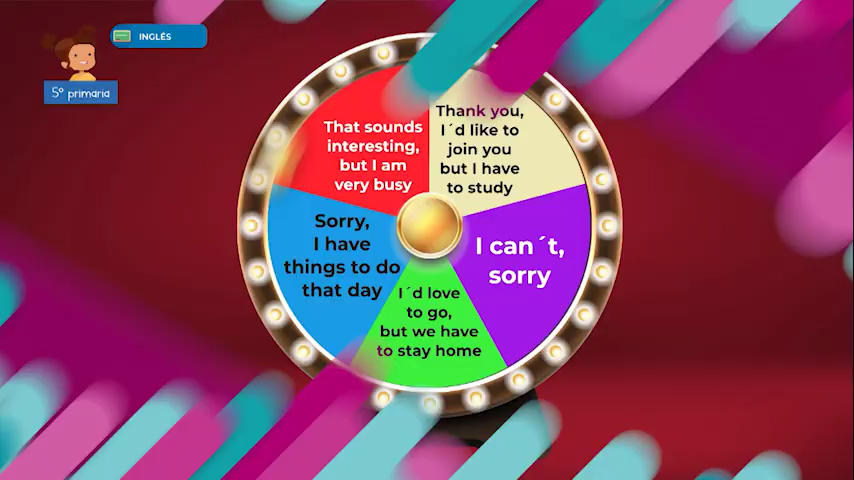 INGLÉS
5° primaria
That sounds
interesting,
but I am
very busy
Thank you,
I´d like to
join you
but I have
to study
Sorry,
I have
things to do
that day
I can´t,
sorry
I´d love
to go,
but we have
to stay home